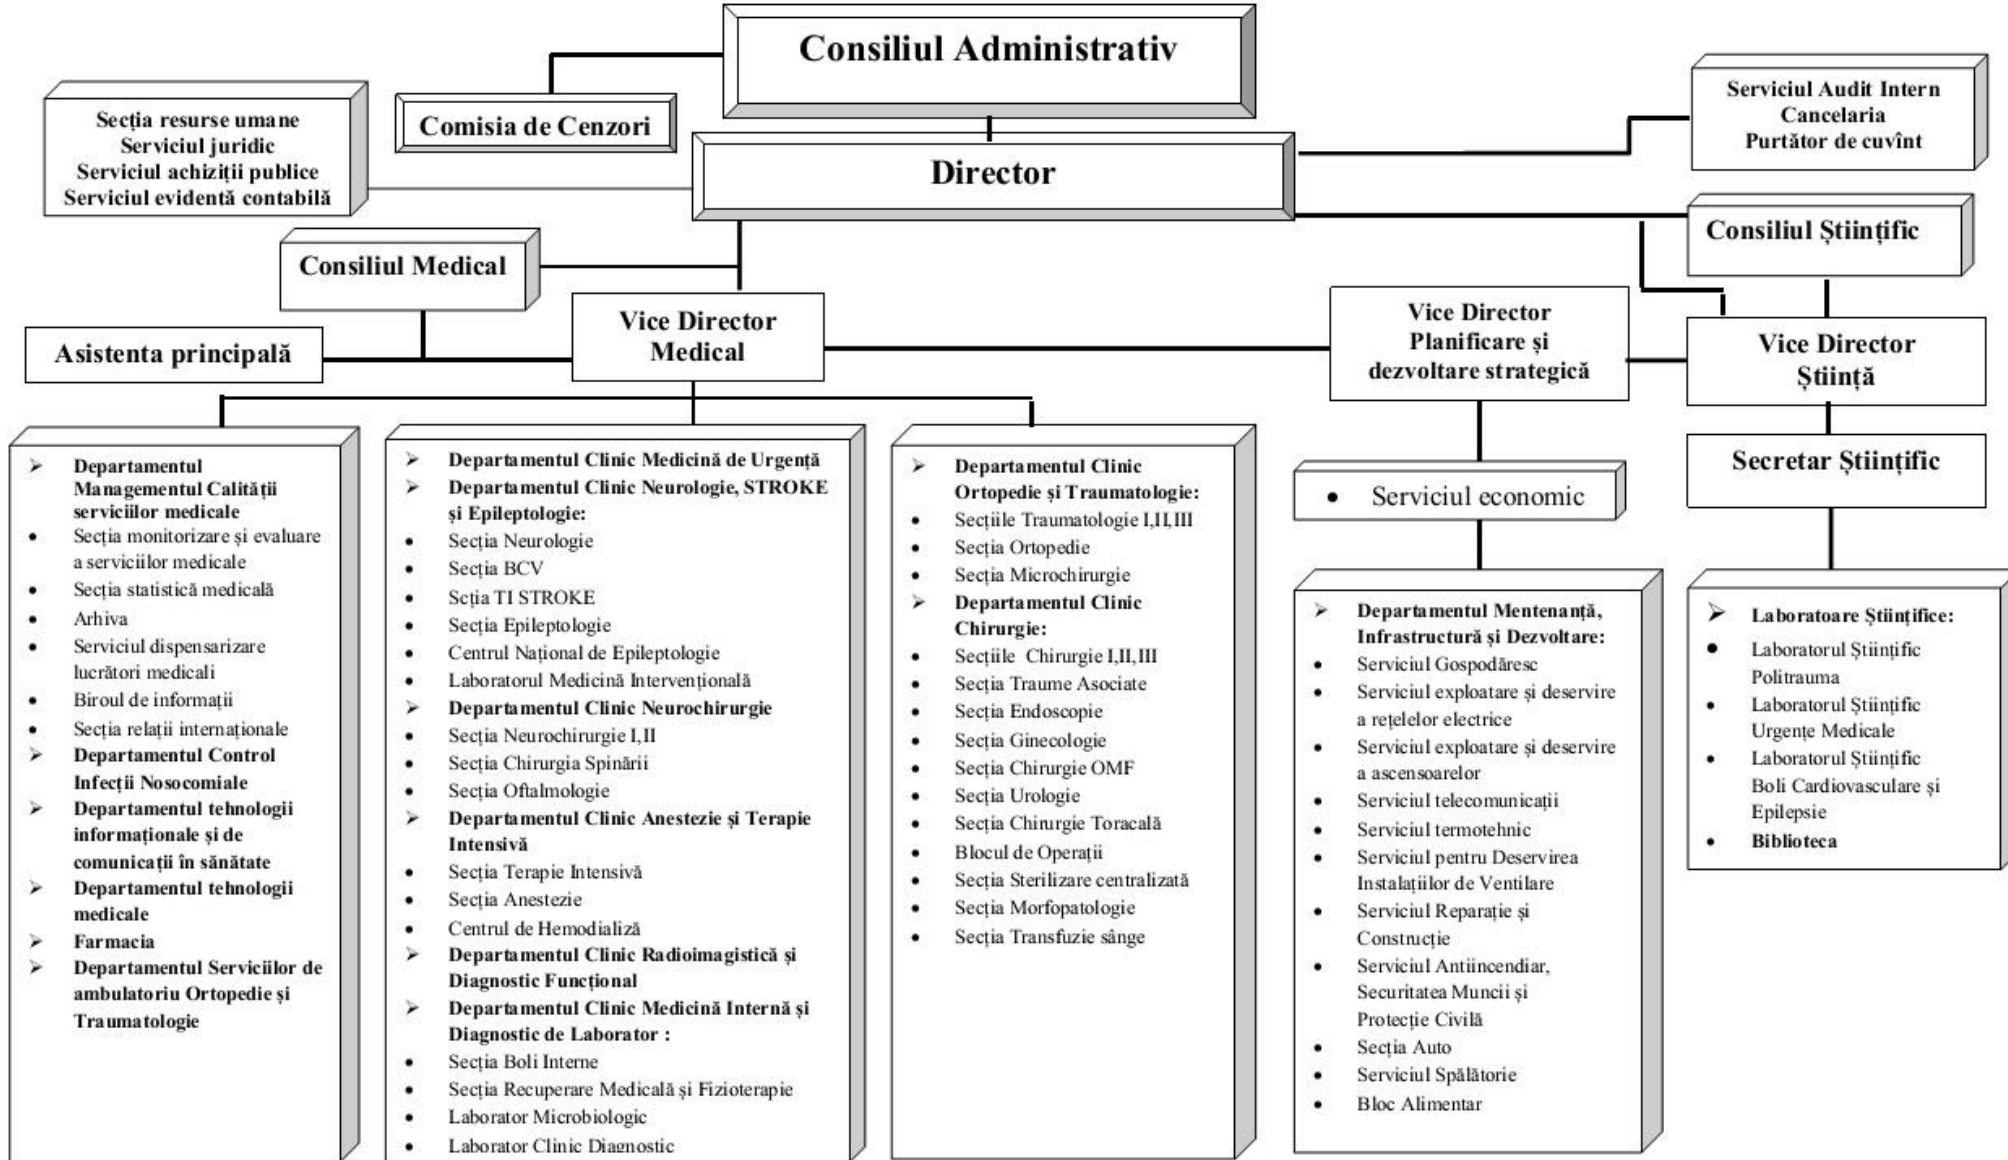 Consiliul Administrativ
Comisia de Cenzori
Secția resurse umane
Serviciul juridic
Serviciul achiziții publice
Serviciul evidentă contabilă
Serviciul Audit Intern
Cancelaria
Purtător de cuvînt
Director
Consiliul Medical
Consiliul Științific
Asistenta principală
Vice Director
Medical
Vice Director
Planificare și
dezvoltare strategică
Vice Director
Știință
Secretar Științific
➢ Departamentul
Managementul Calității
serviciilor medicale
• Secția monitorizare și evaluare
a serviciilor medicale
• Secția statistică medicală
• Arhiva
• Serviciul dispensarizare
lucrători medicali
• Biroul de informații
• Secția relații internaționale
➢ Departamentul Control
Infecții Nosocomiale
➢ Departamentul tehnologii
informaționale și de
comunicații în sănătate
➢ Departamentul tehnologii
medicale
➢ Farmacia
➢ Departamentul Serviciilor de
ambulatoriu Ortopedie și
Traumatologie
➢ Departamentul Clinic Medicină de Urgență
➢ Departamentul Clinic Neurologie, STROKE
și Epileptologie:
• Secția Neurologie
• Secția BCV
• Scția TI STROKE
• Secția Epileptologie
• Centrul Național de Epileptologie
• Laboratorul Medicină Intervențională
➢ Departamentul Clinic Neurochirurgie
• Secția Neurochirurgie I,II
• Secția Chirurgia Spinării
• Secția Oftalmologie
➢ Departamentul Clinic Anestezie și Terapie
Intensivă
• Secția Terapie Intensivă
• Secția Anestezie
• Centrul de Hemodializă
➢ Departamentul Clinic Radioimagistică și
Diagnostic Funcțional
➢ Departamentul Clinic Medicină Internă și
Diagnostic de Laborator :
• Secția Boli Interne
• Secția Recuperare Medicală și Fizioterapie
• Laborator Microbiologic
• Laborator Clinic Diagnostic
➢ Departamentul Clinic
Ortopedie și Traumatologie:
• Secțiile Traumatologie I,II,III
• Secția Ortopedie
• Secția Microchirurgie
➢ Departamentul Clinic
Chirurgie:
• Secțiile Chirurgie I,II,III
• Secția Traume Asociate
• Secția Endoscopie
• Secția Ginecologie
• Secția Chirurgie OMF
• Secția Urologie
• Secția Chirurgie Toracală
• Blocul de Operații
• Secția Sterilizare centralizată
• Secția Morfopatologie
• Secția Transfuzie sânge
• Serviciul economic
➢ Departamentul Mentenanță,
Infrastructură și Dezvoltare:
• Serviciul Gospodăresc
• Serviciul exploatare și deservire
a rețelelor electrice
• Serviciul exploatare și deservire
a ascensoarelor
• Serviciul telecomunicații
• Serviciul termotehnic
• Serviciul pentru Deservirea
Instalațiilor de Ventilare
• Serviciul Reparație și
Construcție
• Serviciul Antiincendiar,
Securitatea Muncii și
Protecție Civilă
• Secția Auto
• Serviciul Spălătorie
• Bloc Alimentar
➢ Laboratoare Științifice:
• Laboratorul Științific
Politrauma
• Laboratorul Științific
Urgențe Medicale
• Laboratorul Științific
Boli Cardiovasculare și
Epilepsie
• Biblioteca